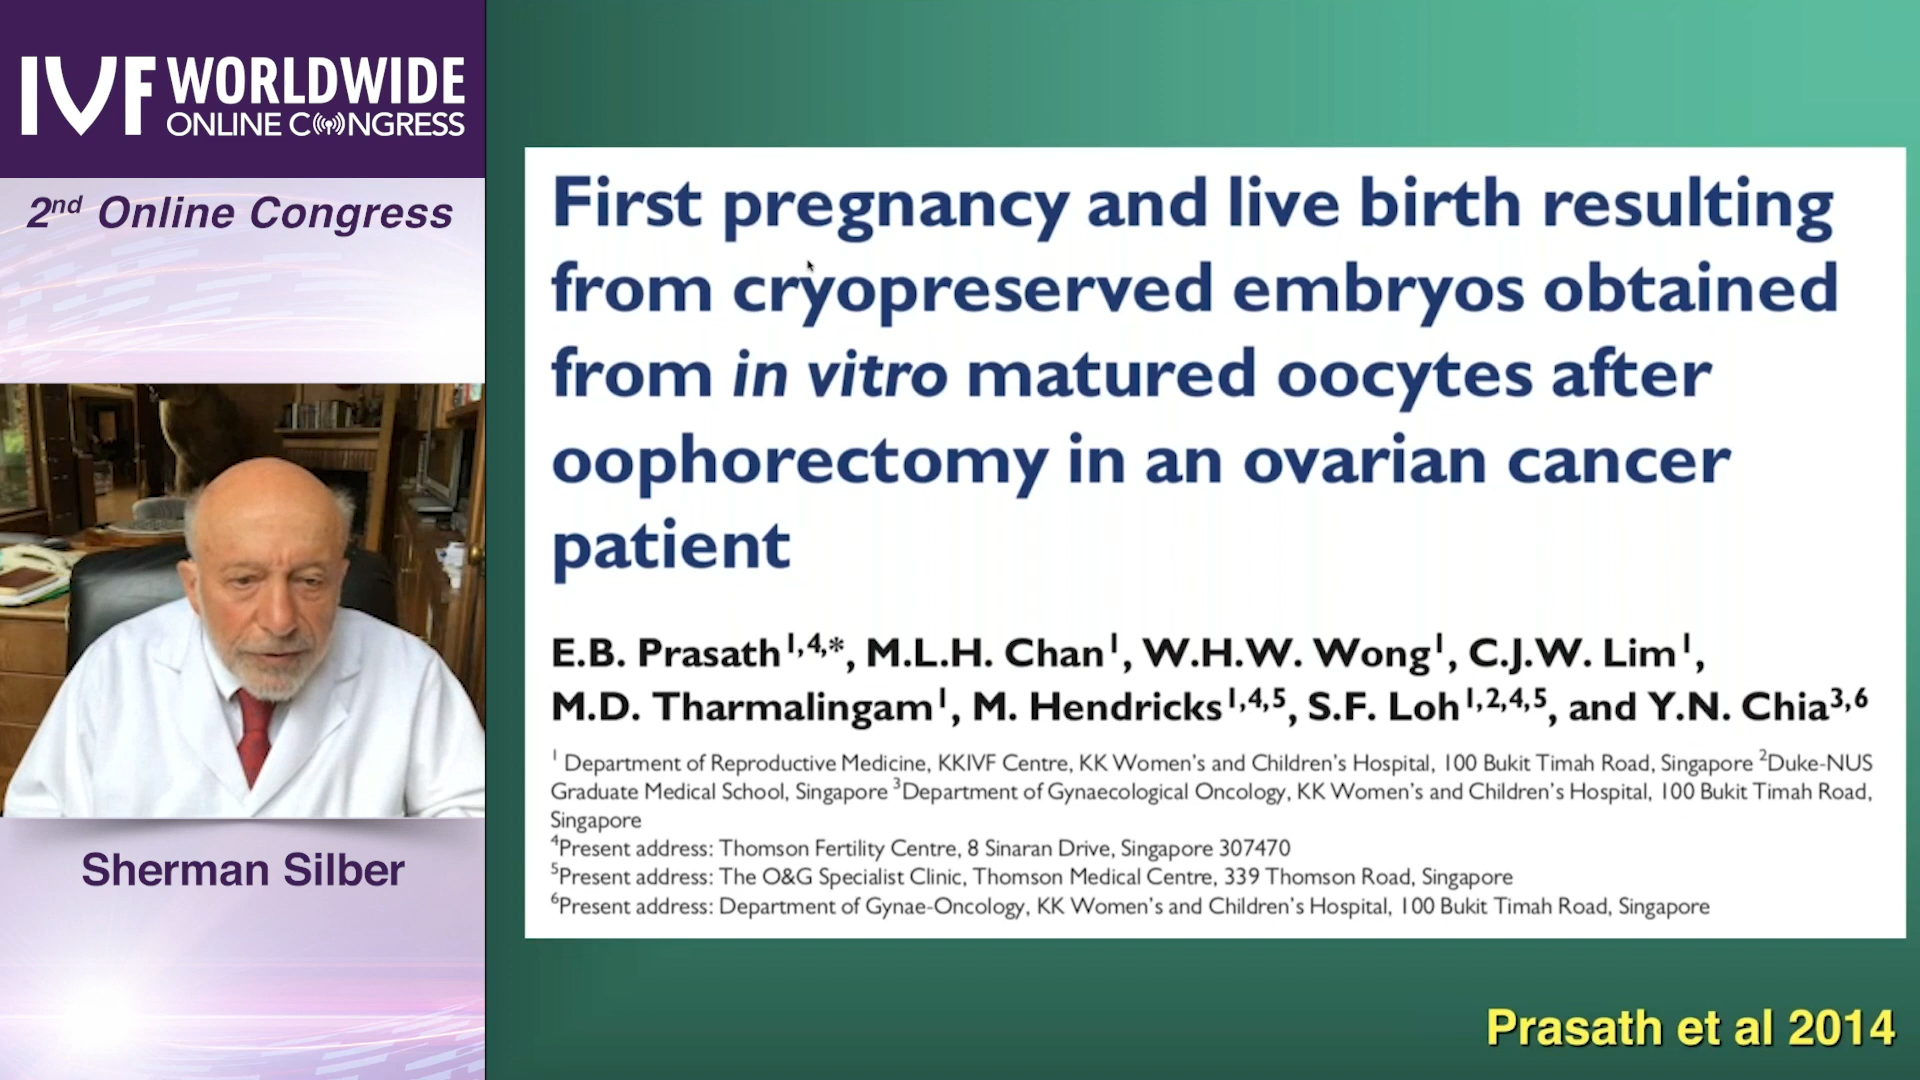 IVF WORLDWIDE
ONLINE CONGRESS
2nd Online Congress
Sherman Silber
First pregnancy and live birth resulting
from cryopreserved embryos obtained
from in vitro matured oocytes after
oophorectomy in an ovarian cancer
patient
E.B. Prasath1,4,*, M.L.H. Chan1, W.H.W. Wong1, C.J.W. Lim1,
M.D. Tharmalingam1, M. Hendricks1,4,5, S.F. Loh1,2,4,5, and Y.N. Chia3,6
1 Department of Reproductive Medicine, KKIVF Centre, KK Women's and Children's Hospital, 100 Bukit Timah Road, Singapore 2Duke-NUS
Graduate Medical School, Singapore 3Department of Gynaecological Oncology, KK Women's and Children's Hospital, 100 Bukit Timah Road,
Singapore
4Present address: Thomson Fertility Centre, 8 Sinaran Drive, Singapore 307470
5Present address: The O&G Specialist Clinic, Thomson Medical Centre, 339 Thomson Road, Singapore
6Present address: Department of Gynae-Oncology, KK Women's and Children's Hospital, 100 Bukit Timah Road, Singapore
Prasath et al 2014